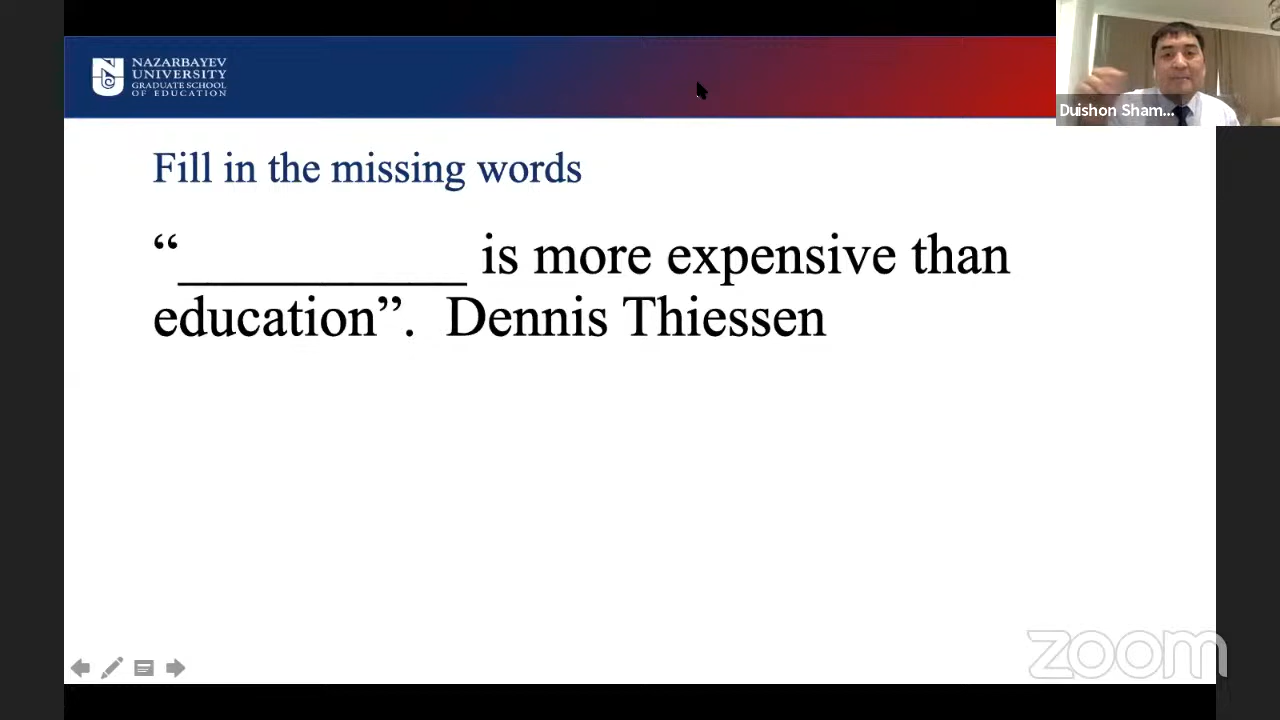 NAZARBAYEV
UNIVERSITY
GRADUATE SCHOOL
OF EDUCATION
Duishon Sham...
Fill in the missing words
“__________ is more expensive than
education”. Dennis Thiessen
zoom